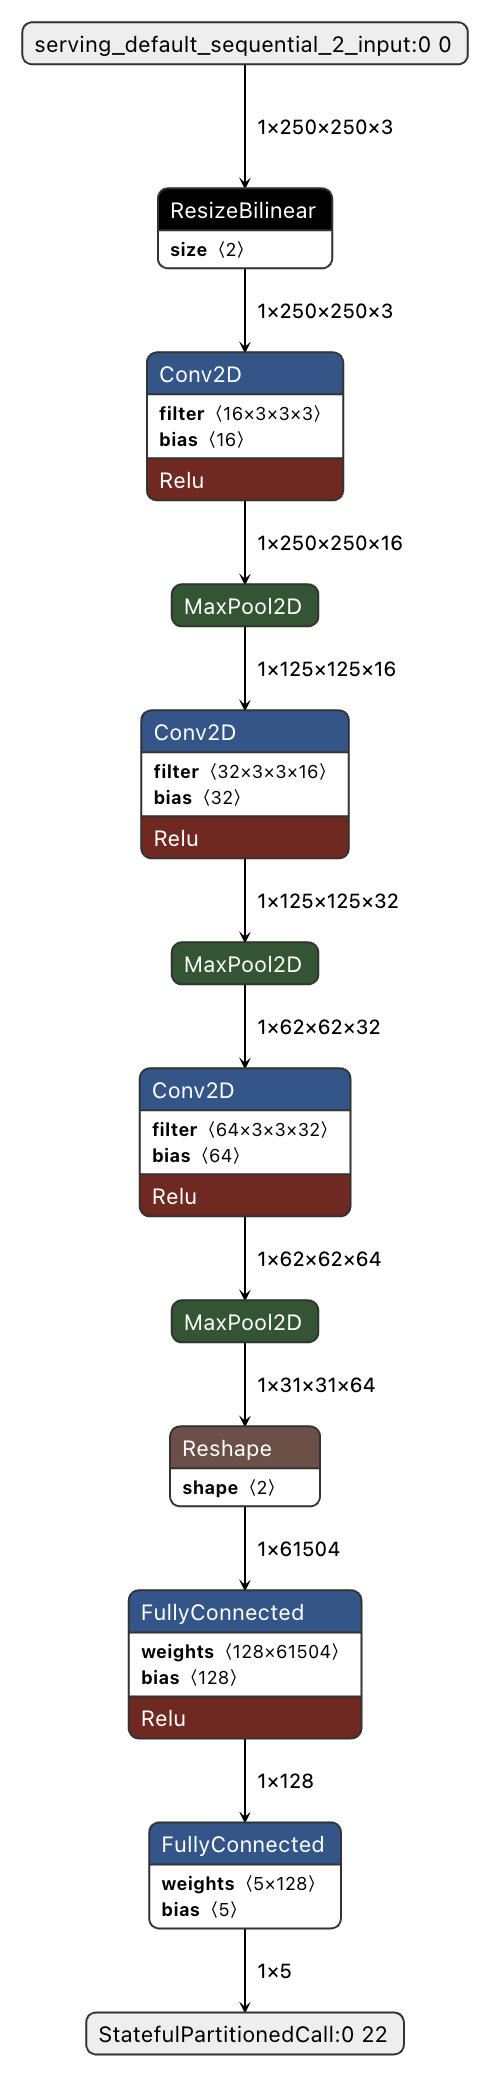 serving_default_sequential_2_input:0 0
1×250×250×3
ResizeBilinear
size ⟨2⟩
1×250×250×3
Conv2D
filter ⟨16×3×3×3⟩
bias ⟨16⟩
Relu
1×250×250×16
MaxPool2D
1×125×125×16
Conv2D
filter ⟨32×3×3×16⟩
bias ⟨32⟩
Relu
1×125×125×32
MaxPool2D
1×62×62×32
Conv2D
filter ⟨64×3×3×32⟩
bias ⟨64⟩
Relu
1×62×62×64
MaxPool2D
1×31×31×64
Reshape
shape ⟨2⟩
1×61504
FullyConnected
weights ⟨128×61504⟩
bias ⟨128⟩
Relu
1×128
FullyConnected
weights ⟨5×128⟩
bias ⟨5⟩
1×5
StatefulPartitionedCall:0 22